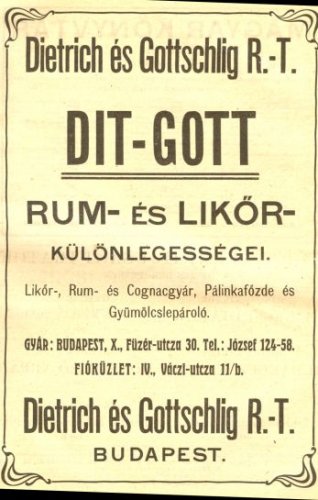 Dietrich és Gottschlig R.-T.
DIT-GOTT
RUM- ÉS LIKŐR-
KÜLÖNLEGESSÉGEI.
Likőr-, Rum- és Cognacgyár, Pálinkafőzde és
Gyümölcslepároló.
GYÁR: BUDAPEST, X., Füzér-utcza 30. Tel.: József 124-58.
FIÓKÜZLET: IV., Váczi-utcza 11/b.
Dietrich és Gottschlig R.-T.
BUDAPEST.